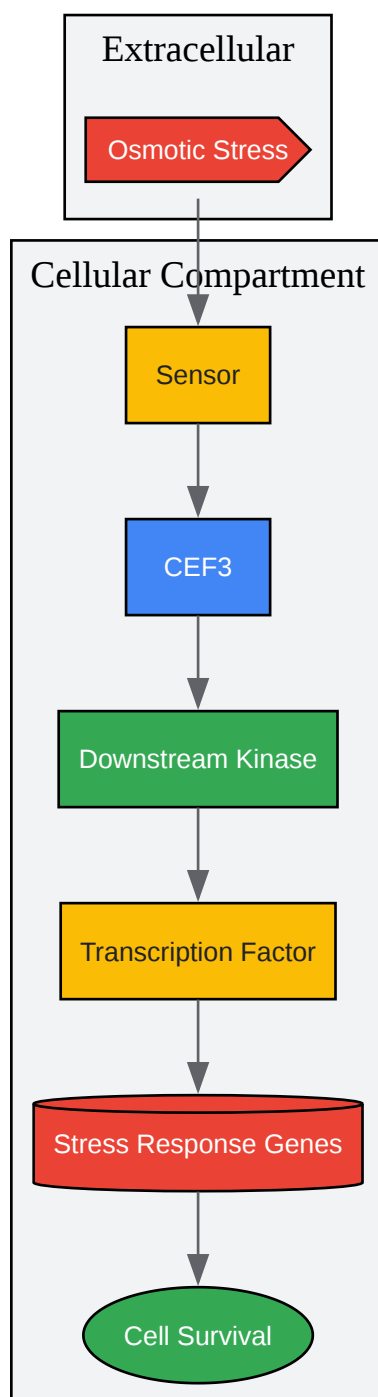 Extracellular
Osmotic Stress
Cellular Compartment
Sensor
CEF3
Downstream Kinase
Transcription Factor
Stress Response Genes
Cell Survival